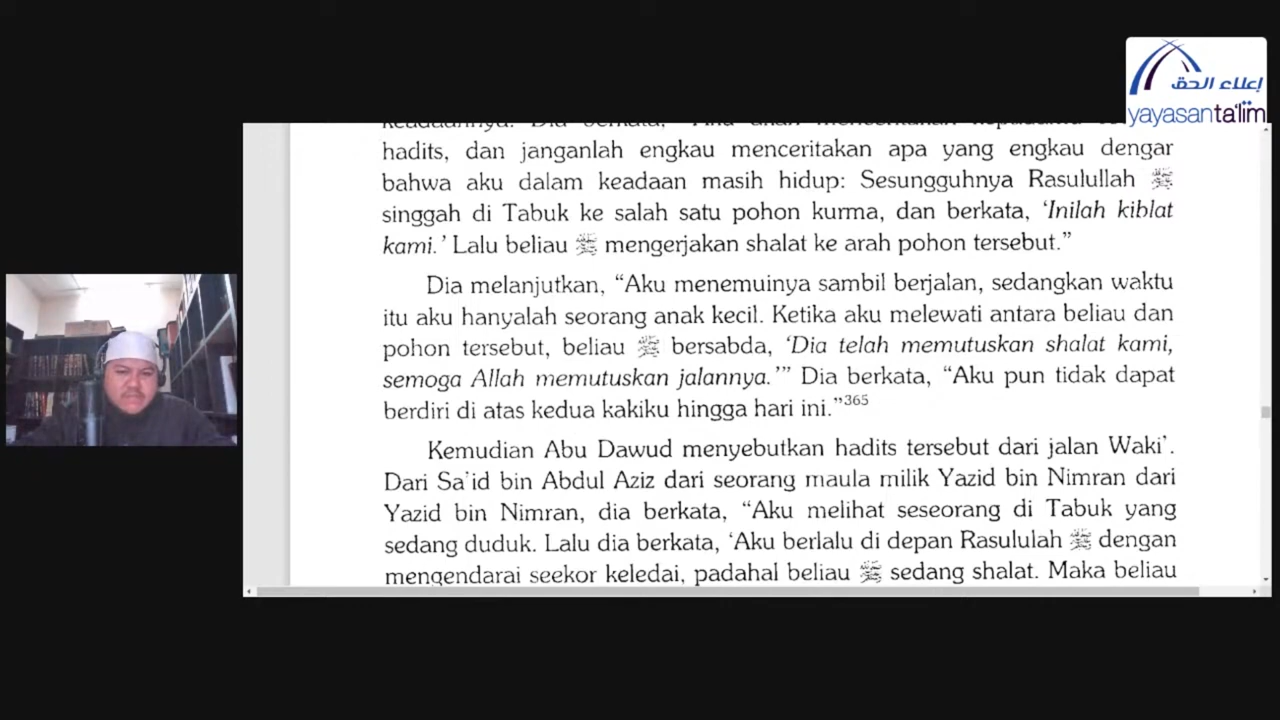 إعلاء الحق
yayasanta'lim
keadaannya. Dia berkata, "Aku akan menceritakan kepadamu
hadits, dan janganlah engkau menceritakan apa yang engkau dengar
bahwa aku dalam keadaan masih hidup: Sesungguhnya Rasulullah ﷺ
singgah di Tabuk ke salah satu pohon kurma, dan berkata, 'Inilah kiblat
kami.' Lalu beliau ﷺ mengerjakan shalat ke arah pohon tersebut."
Dia melanjutkan, "Aku menemuinya sambil berjalan, sedangkan waktu
itu aku hanyalah seorang anak kecil. Ketika aku melewati antara beliau dan
pohon tersebut, beliau ﷺ bersabda, 'Dia telah memutuskan shalat kami,
semoga Allah memutuskan jalannya.'" Dia berkata, "Aku pun tidak dapat
berdiri di atas kedua kakiku hingga hari ini."365
Kemudian Abu Dawud menyebutkan hadits tersebut dari jalan Waki'.
Dari Sa'id bin Abdul Aziz dari seorang maula milik Yazid bin Nimran dari
Yazid bin Nimran, dia berkata, "Aku melihat seseorang di Tabuk yang
sedang duduk. Lalu dia berkata, 'Aku berlalu di depan Rasululah ﷺ dengan
mengendarai seekor keledai, padahal beliau ﷺ sedang shalat. Maka beliau